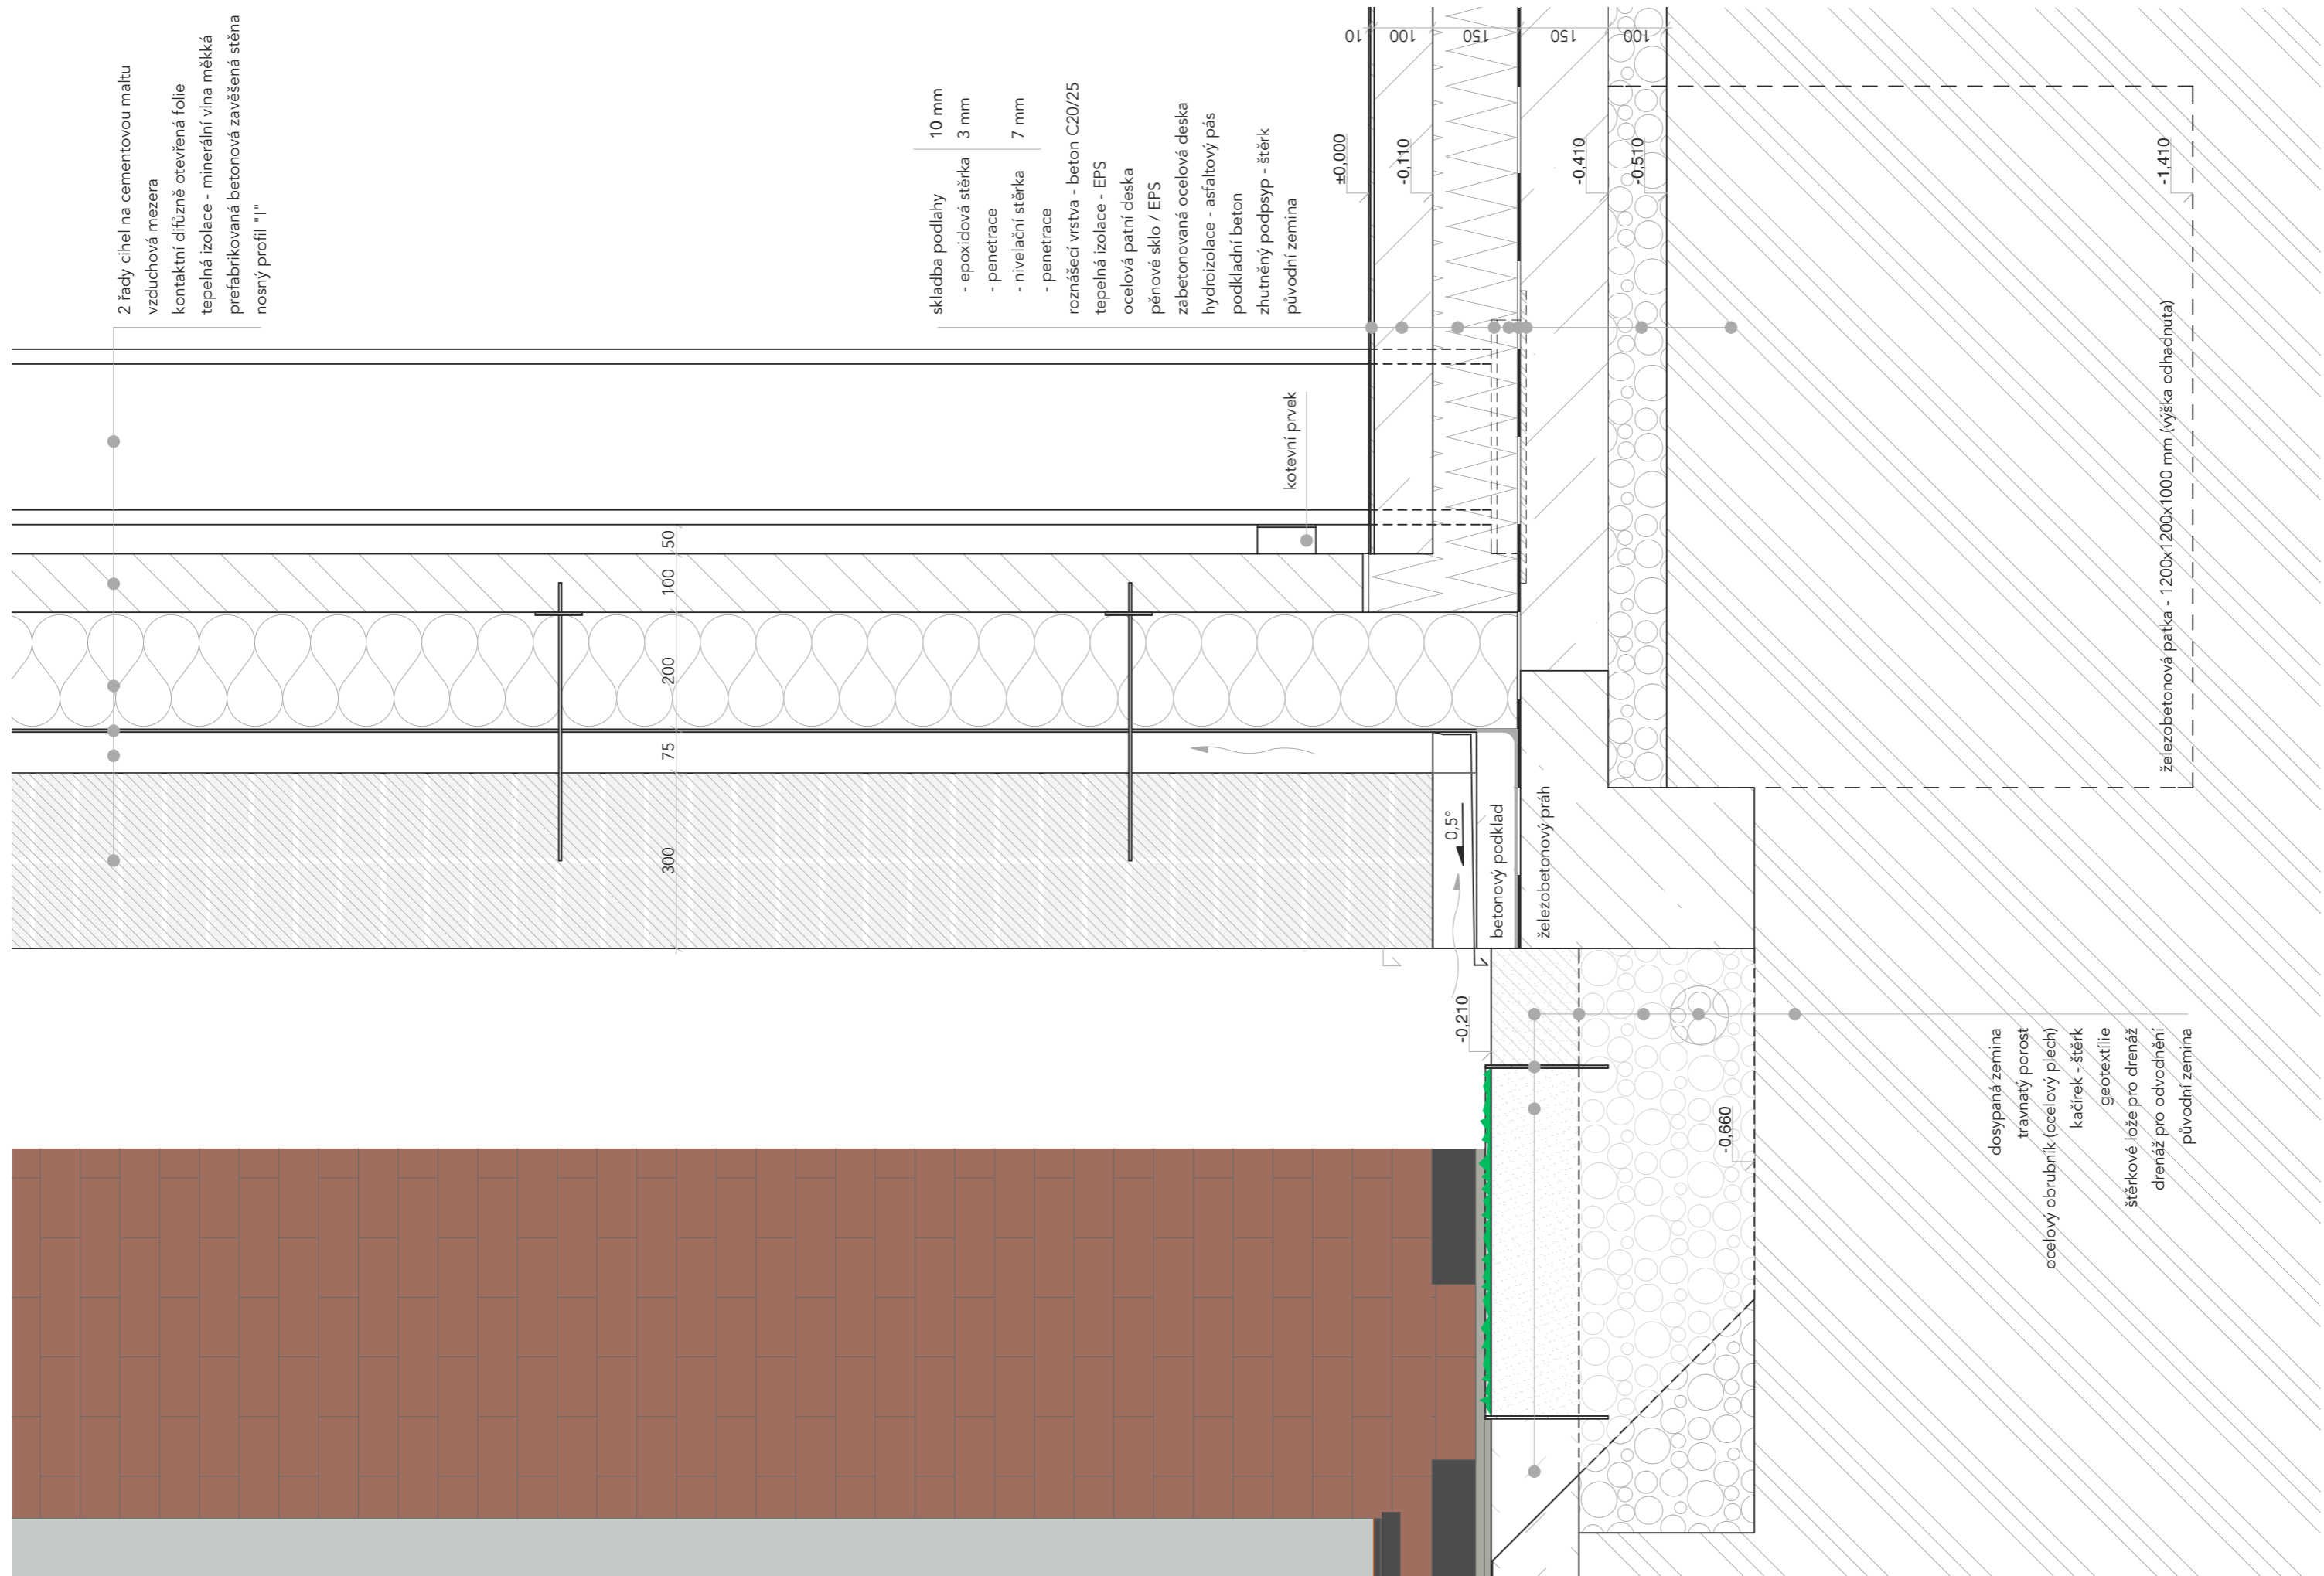 2 řady cihel na cementovou maltu
vzduchová mezera
kontaktní difůzně otevřená folie
tepelná izolace - minerální vlna měkká
prefabrikovaná betonová zavěšená stěna
nosný profil "I"
skladba podlahy 10 mm
- epoxidová stěrka 3 mm
- penetrace
- nivelační stěrka 7 mm
- penetrace
roznášecí vrstva - beton C20/25
tepelná izolace - EPS
ocelová patní deska
pěnové sklo / EPS
zabetonovaná ocelová deska
hydroizolace - asfaltový pás
podkladní beton
zhutněný podpsyp - štěrk
původní zemina
kotevní prvek
10
100
150
150
100
±0,000
-0,110
-0,410
-0,510
-1,410
železobetonová patka - 1200x1200x1000 mm (výška odhadnuta)
50
100
200
75
300
0,5°
betonový podklad
železobetonový práh
-0,210
-0,660
dosypaná zemina
travnatý porost
ocelový obrubník (ocelový plech)
kačírek - štěrk
geotextílie
štěrkové lože pro drenáž
drenáž pro odvodnění
původní zemina